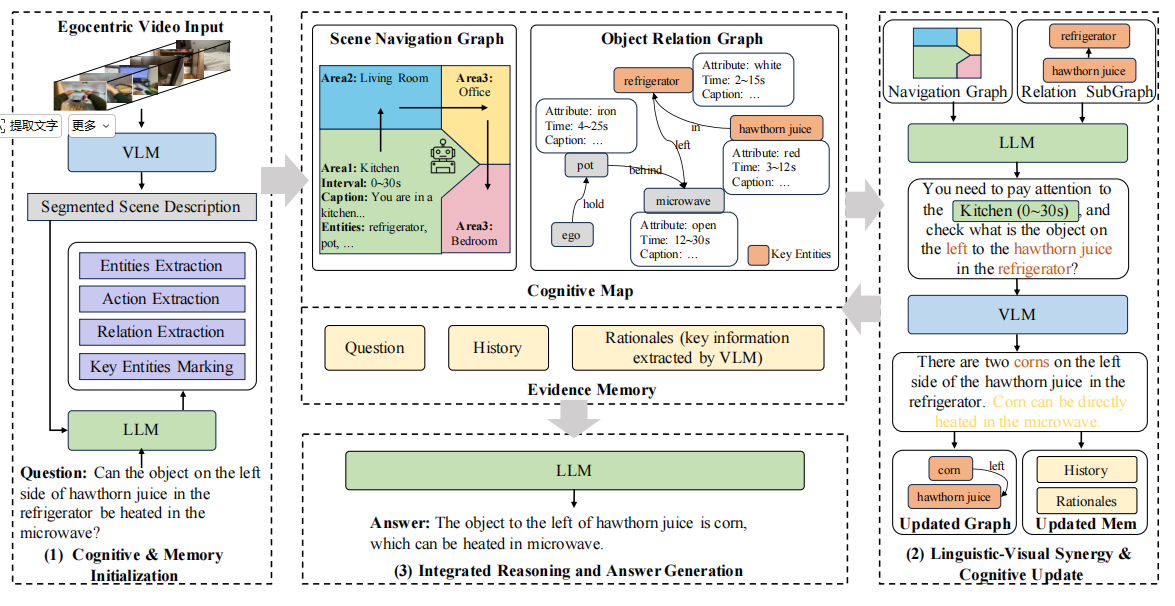 Egocentric Video Input
提取文字
更多
VLM
Segmented Scene Description
Entities Extraction
Action Extraction
Relation Extraction
Key Entities Marking
LLM
Question: Can the object on the left
side of hawthorn juice in the
refrigerator be heated in the
microwave?
(1) Cognitive & Memory
Initialization
Scene Navigation Graph
Area2: Living Room
Area3:
Office
Area1: Kitchen
Interval: 0~30s
Caption: You are in a
kitchen...
Entities: refrigerator,
pot, …
Area3:
Bedroom
Object Relation Graph
refrigerator
Attribute: white
Time: 2~15s
Caption: …
Attribute: iron
Time: 4~25s
Caption: …
in
hawthorn juice
left
Attribute: red
Time: 3~12s
Caption: …
pot
behind
microwave
hold
ego
Attribute: open
Time: 12~30s
Caption: …
Key Entities
Cognitive Map
Question
History
Rationales (key information
extracted by VLM)
Evidence Memory
LLM
Answer: The object to the left of hawthorn juice is corn,
which can be heated in microwave.
(3) Integrated Reasoning and Answer Generation
Navigation Graph
refrigerator
hawthorn juice
Relation SubGraph
LLM
You need to pay attention to
the Kitchen (0~30s) , and
check what is the object on
the left to the hawthorn juice
in the refrigerator?
VLM
There are two corns on the left
side of the hawthorn juice in the
refrigerator. Corn can be directly
heated in the microwave.
corn
left
hawthorn juice
Updated Graph
History
Rationales
Updated Mem
(2) Linguistic-Visual Synergy &
Cognitive Update